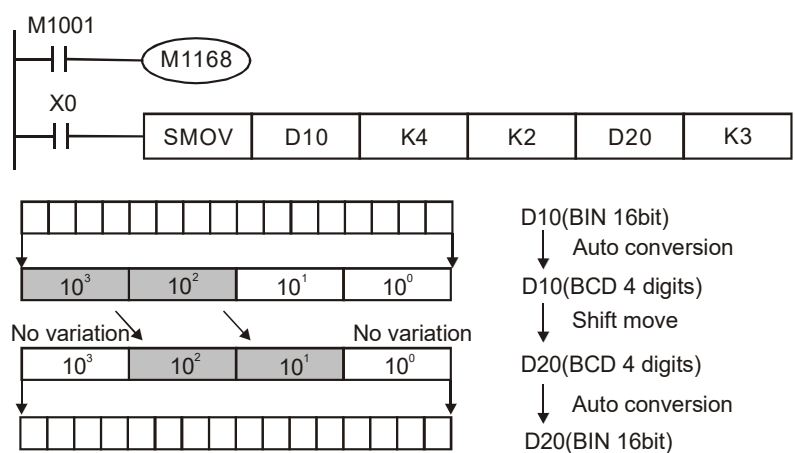 M1001
M1168
X0
SMOV D10 K4 K2 D20 K3
D10(BIN 16bit)
Auto conversion
10³ 10² 10¹ 10⁰
D10(BCD 4 digits)
Shift move
No variation No variation
10³ 10² 10¹ 10⁰
D20(BCD 4 digits)
Auto conversion
D20(BIN 16bit)